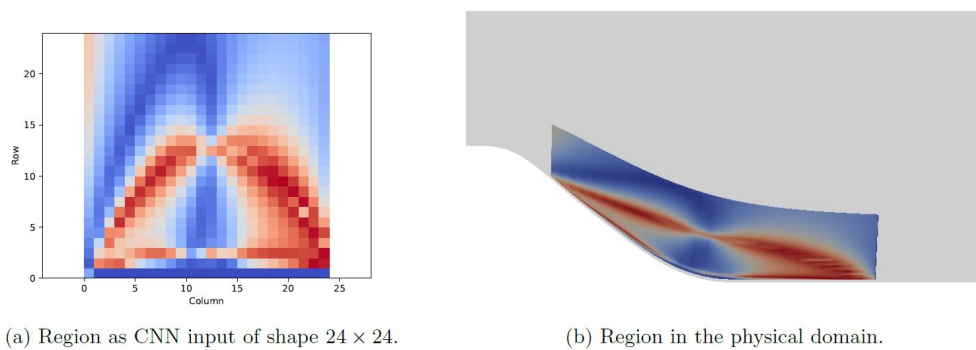 20
15
10
5
0
Row
0 5 10 15 20 25
Column
(a) Region as CNN input of shape 24 × 24.
(b) Region in the physical domain.